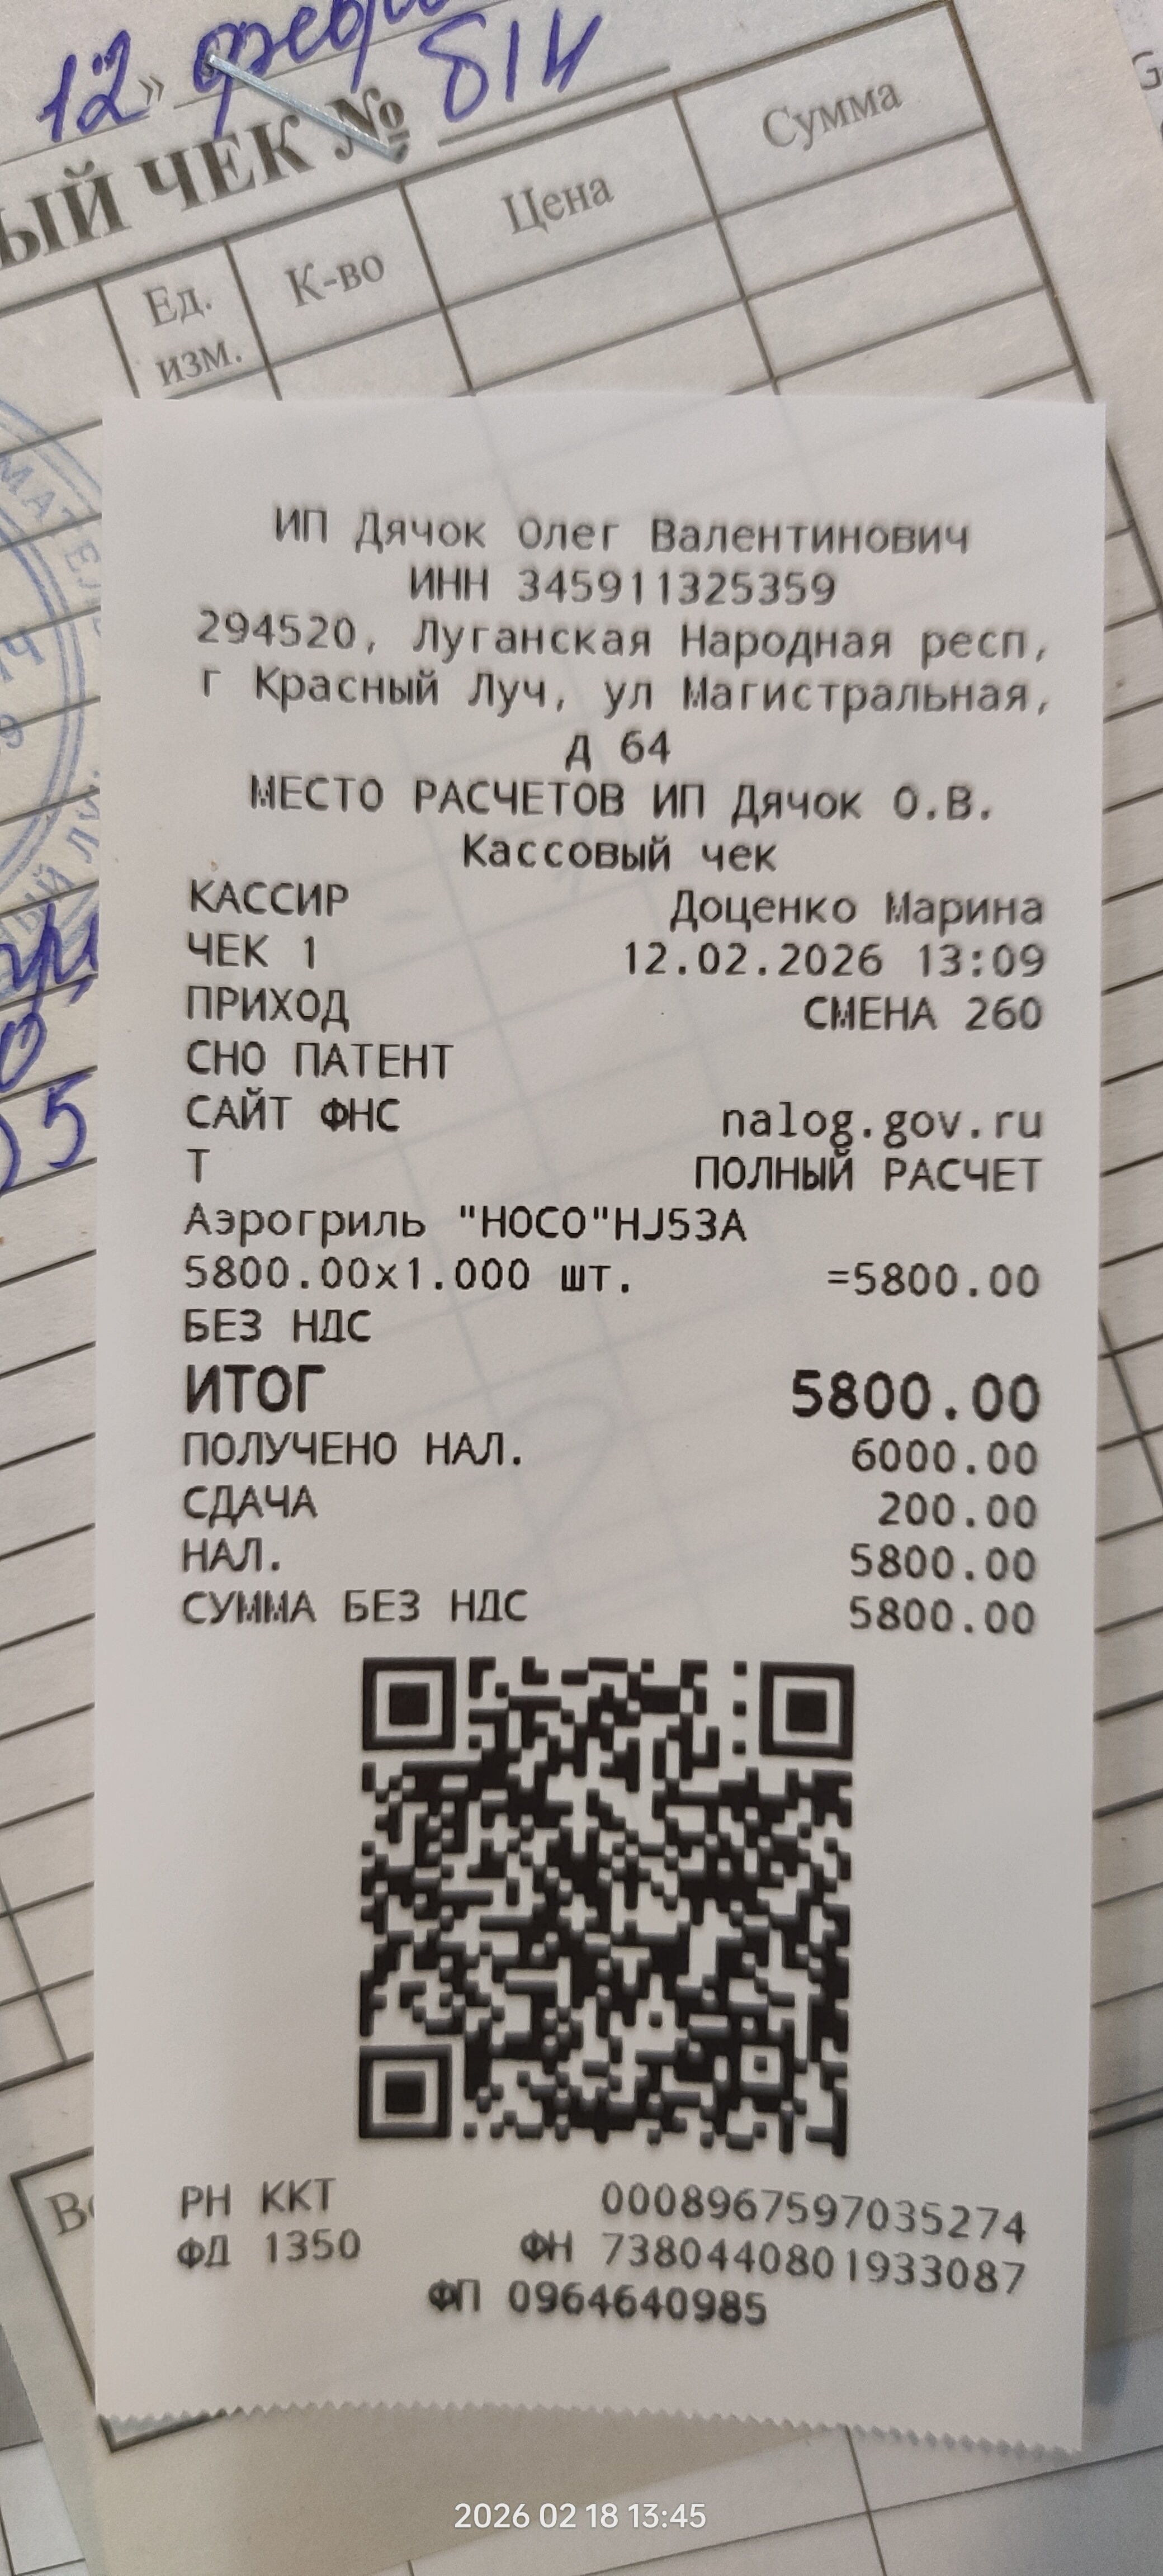 12 »
ЫЙ ЧЕК № 814
Ед. изм.
К-во
Цена
Сумма
ИП Дячок Олег Валентинович
ИНН 345911325359
294520, Луганская Народная респ,
г Красный Луч, ул Магистральная,
д 64
МЕСТО РАСЧЕТОВ ИП Дячок О.В.
Кассовый чек
КАССИР Доценко Марина
ЧЕК 1 12.02.2026 13:09
ПРИХОД СМЕНА 260
СНО ПАТЕНТ
САЙТ ФНС nalog.gov.ru
Т ПОЛНЫЙ РАСЧЕТ
Аэрогриль "HOCO"HJ53A
5800.00x1.000 шт. =5800.00
БЕЗ НДС
ИТОГ 5800.00
ПОЛУЧЕНО НАЛ. 6000.00
СДАЧА 200.00
НАЛ. 5800.00
СУММА БЕЗ НДС 5800.00
РН ККТ 0008967597035274
ФД 1350 ФН 7380440801933087
ФП 0964640985
2026 02 18 13:45